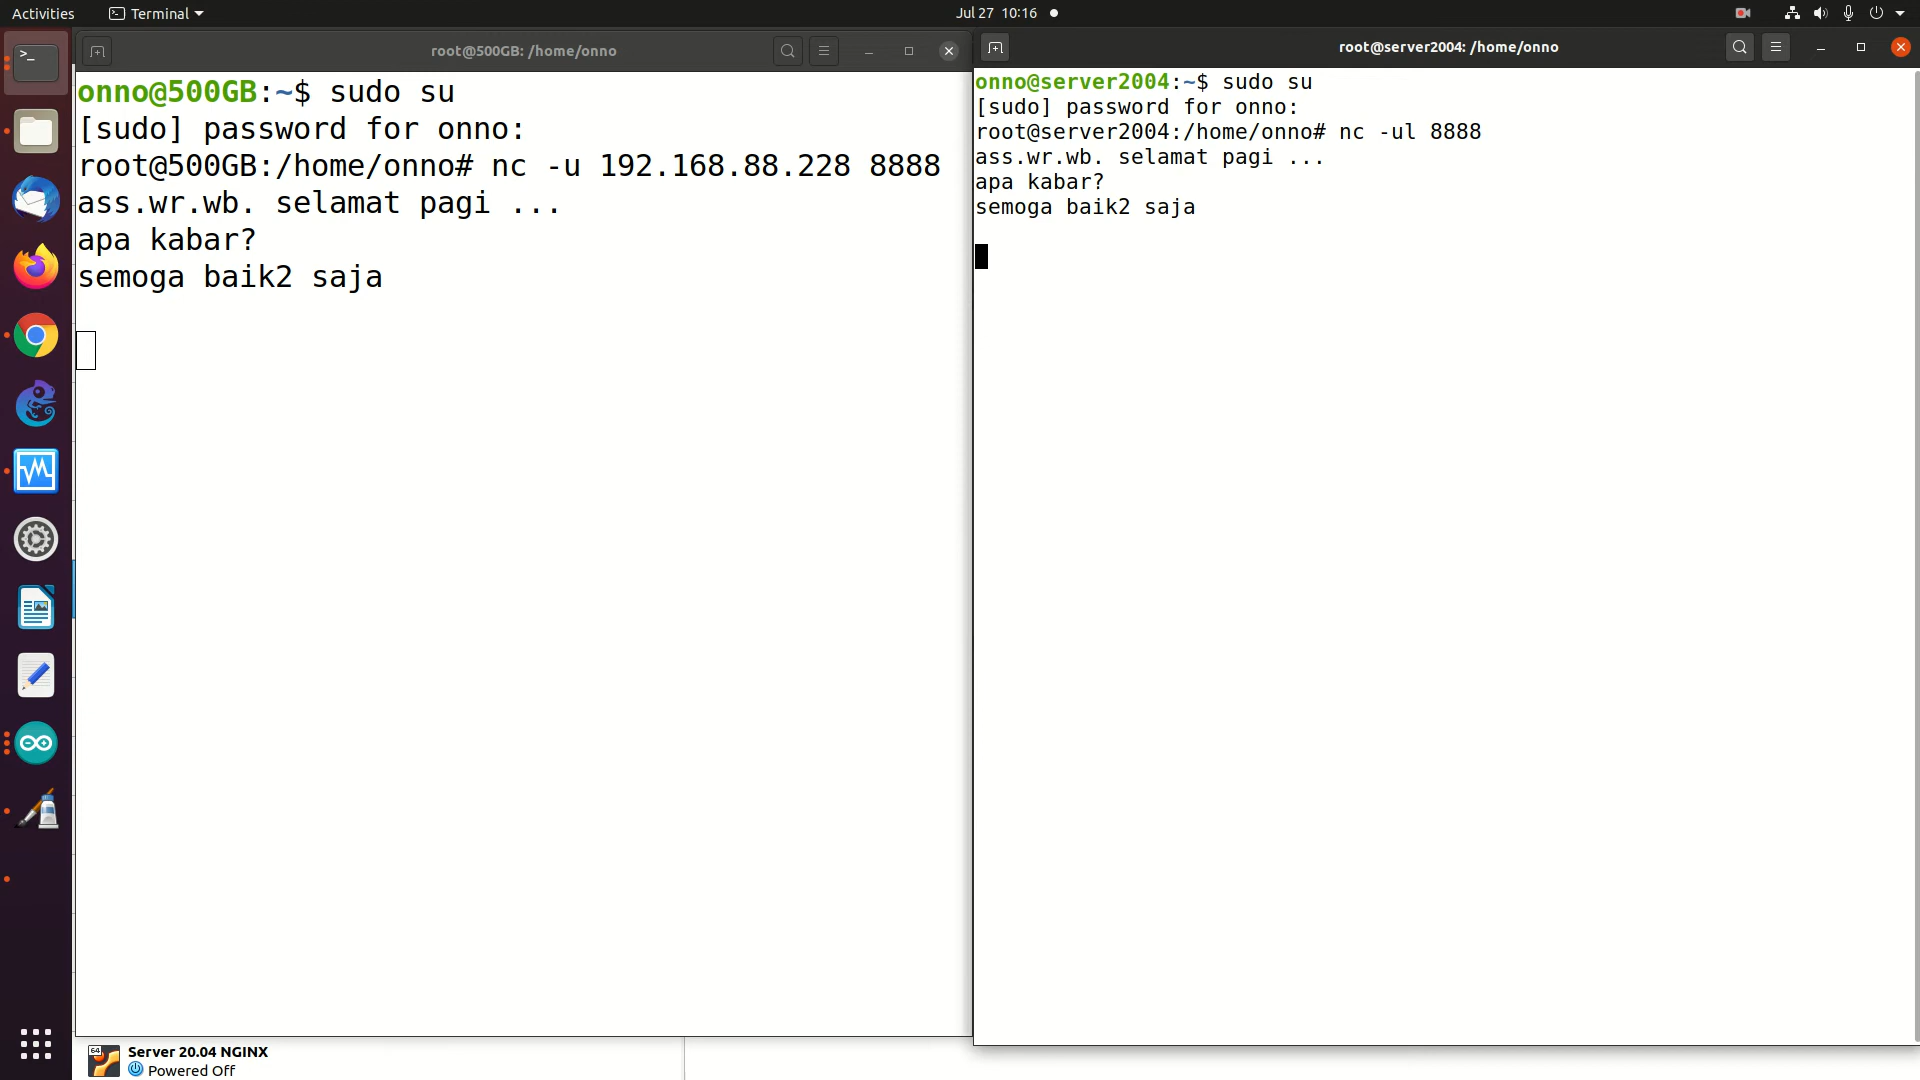 Activities
Terminal
Jul 27 10:16
root@500GB: /home/onno
onno@500GB:~$ sudo su
[sudo] password for onno:
root@500GB:/home/onno# nc -u 192.168.88.228 8888
ass.wr.wb. selamat pagi ...
apa kabar?
semoga baik2 saja
root@server2004: /home/onno
onno@server2004:~$ sudo su
[sudo] password for onno:
root@server2004:/home/onno# nc -ul 8888
ass.wr.wb. selamat pagi ...
apa kabar?
semoga baik2 saja
64
Server 20.04 NGINX
Powered Off